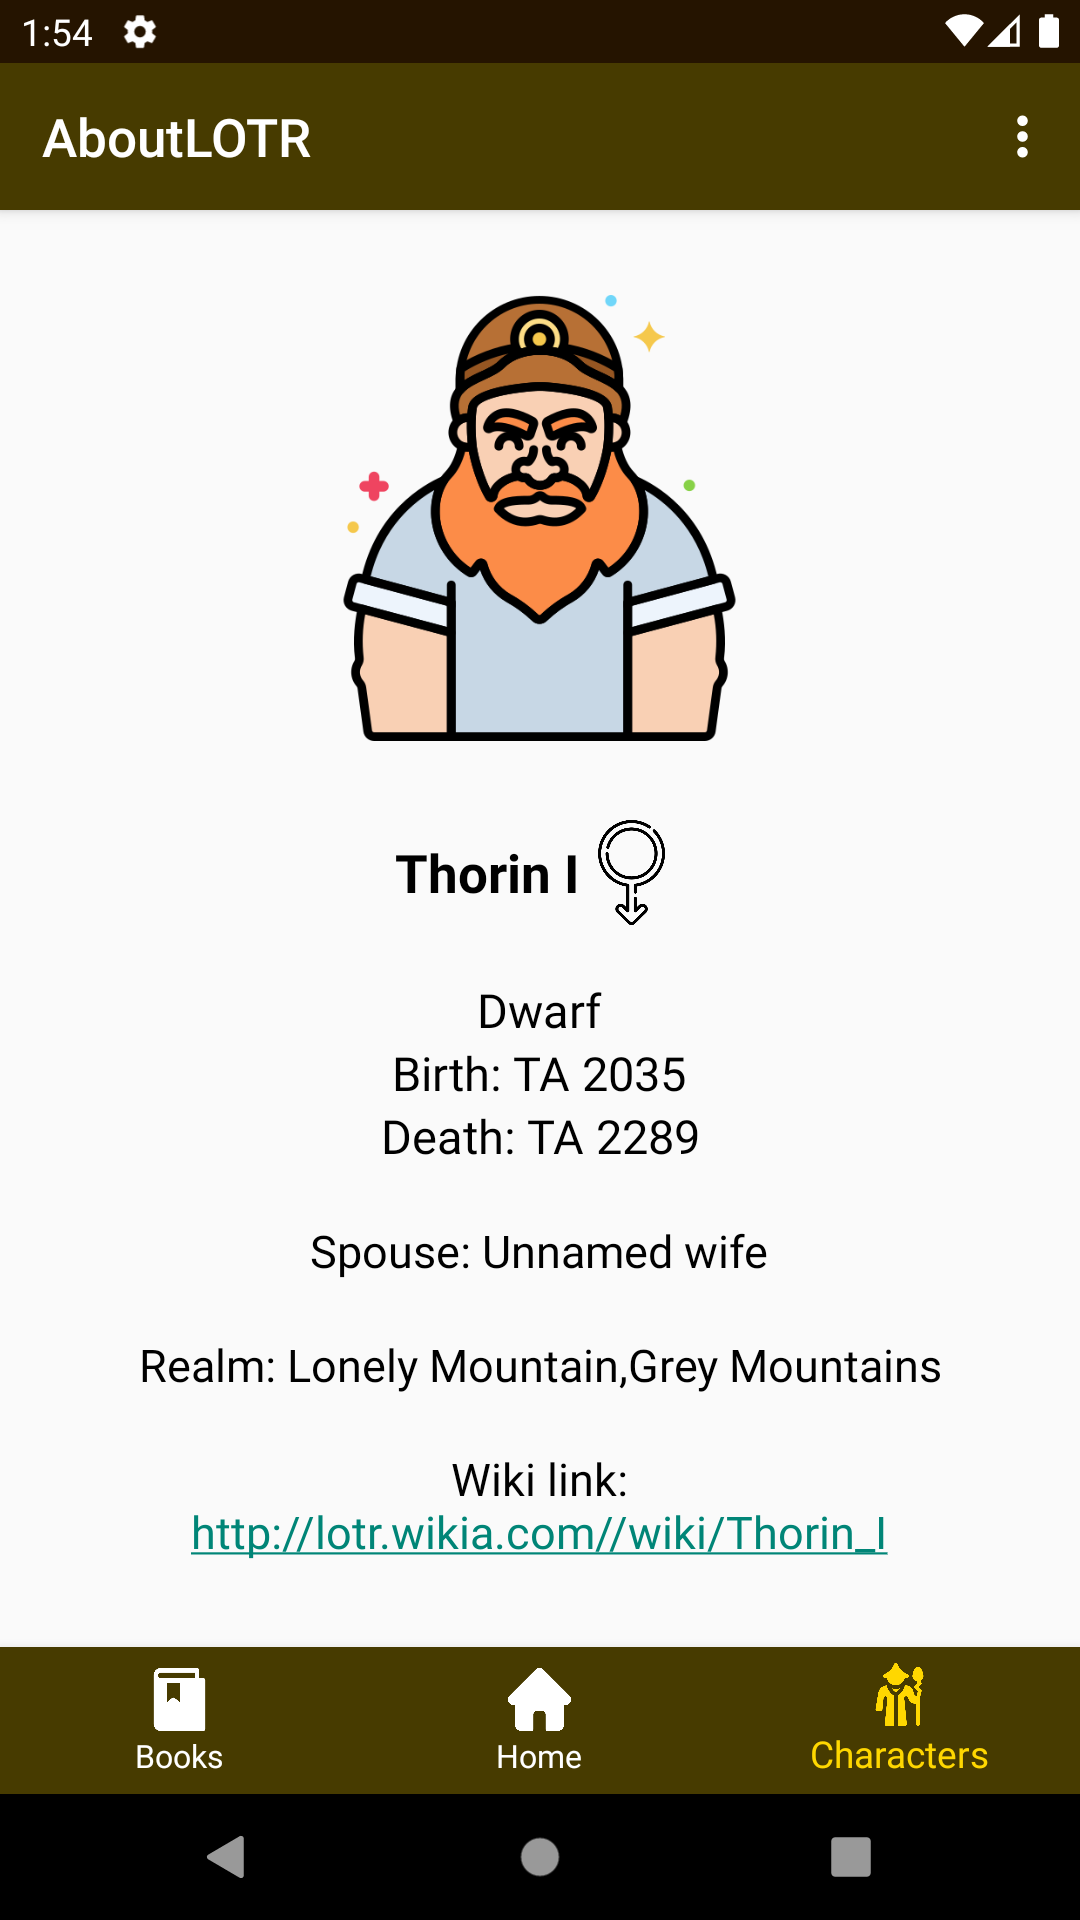 1:54
AboutLOTR
Thorin I
Dwarf
Birth: TA 2035
Death: TA 2289
Spouse: Unnamed wife
Realm: Lonely Mountain,Grey Mountains
Wiki link:
http://lotr.wikia.com//wiki/Thorin_I
Books
Home
Characters